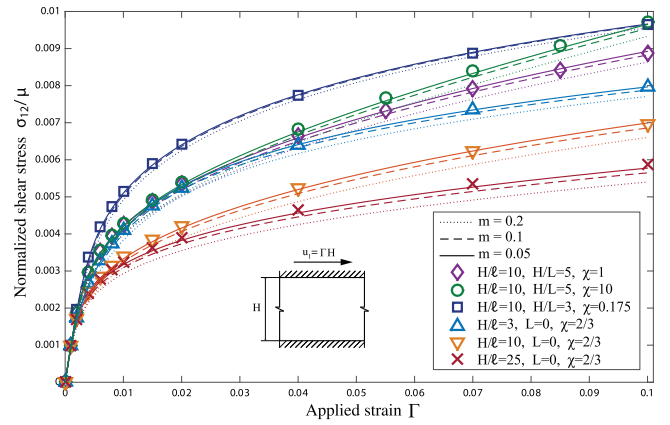 0.01
0.009
0.008
0.007
0.006
0.005
0.004
0.003
0.002
0.001
0
Normalized shear stress σ₁₂/μ
u₁=ΓH
H
m = 0.2
m = 0.1
m = 0.05
H/ℓ=10, H/L=5, χ=1
H/ℓ=10, H/L=5, χ=10
H/ℓ=10, H/L=3, χ=0.175
H/ℓ=3, L=0, χ=2/3
H/ℓ=10, L=0, χ=2/3
H/ℓ=25, L=0, χ=2/3
0 0.01 0.02 0.03 0.04 0.05 0.06 0.07 0.08 0.09 0.1
Applied strain Γ